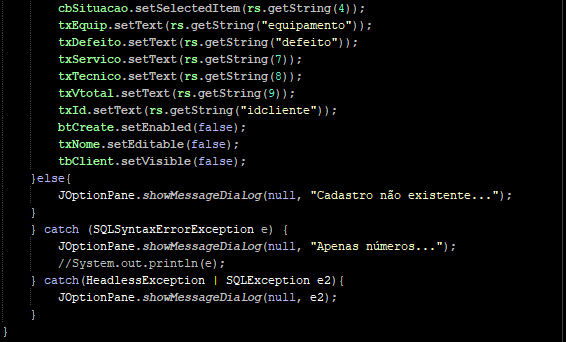 cbSituacao.setSelectedItem(rs.getString(4));
txEquip.setText(rs.getString("equipamento"));
txDefeito.setText(rs.getString("defeito"));
txServico.setText(rs.getString(7));
txTecnico.setText(rs.getString(8));
txVtotal.setText(rs.getString(9));
txId.setText(rs.getString("idcliente"));
btCreate.setEnabled(false);
txNome.setEditable(false);
tbClient.setVisible(false);
}else{
JOptionPane.showMessageDialog(null, "Cadastro não existente...");
}
} catch (SQLSyntaxErrorException e) {
JOptionPane.showMessageDialog(null, "Apenas números...");
//System.out.println(e);
} catch(HeadlessException | SQLException e2){
JOptionPane.showMessageDialog(null, e2);
}
}